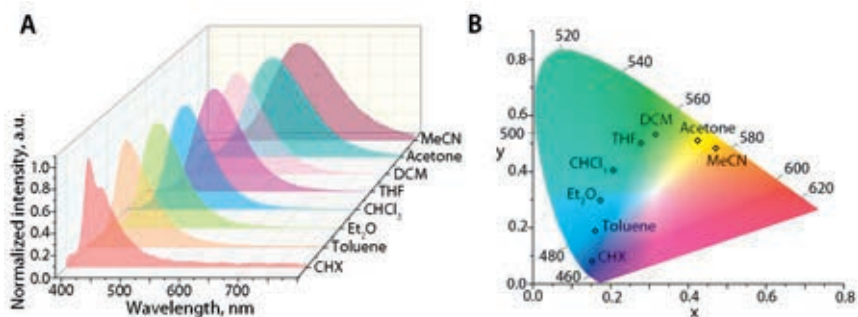 A
Normalized intensity, a.u.
1.0
0.8
0.6
0.4
0.2
0.0
400 500 600 700
Wavelength, nm
MeCN
Acetone
DCM
THF
CHCl3
Et2O
Toluene
CHX
B
y
0.8
0.6
0.4
0.2
0.0
0.0 0.2 0.4 0.6 0.8
x
520
540
560
580
600
620
500
480
460
DCM
Acetone
THF
MeCN
CHCl3
Et2O
Toluene
CHX